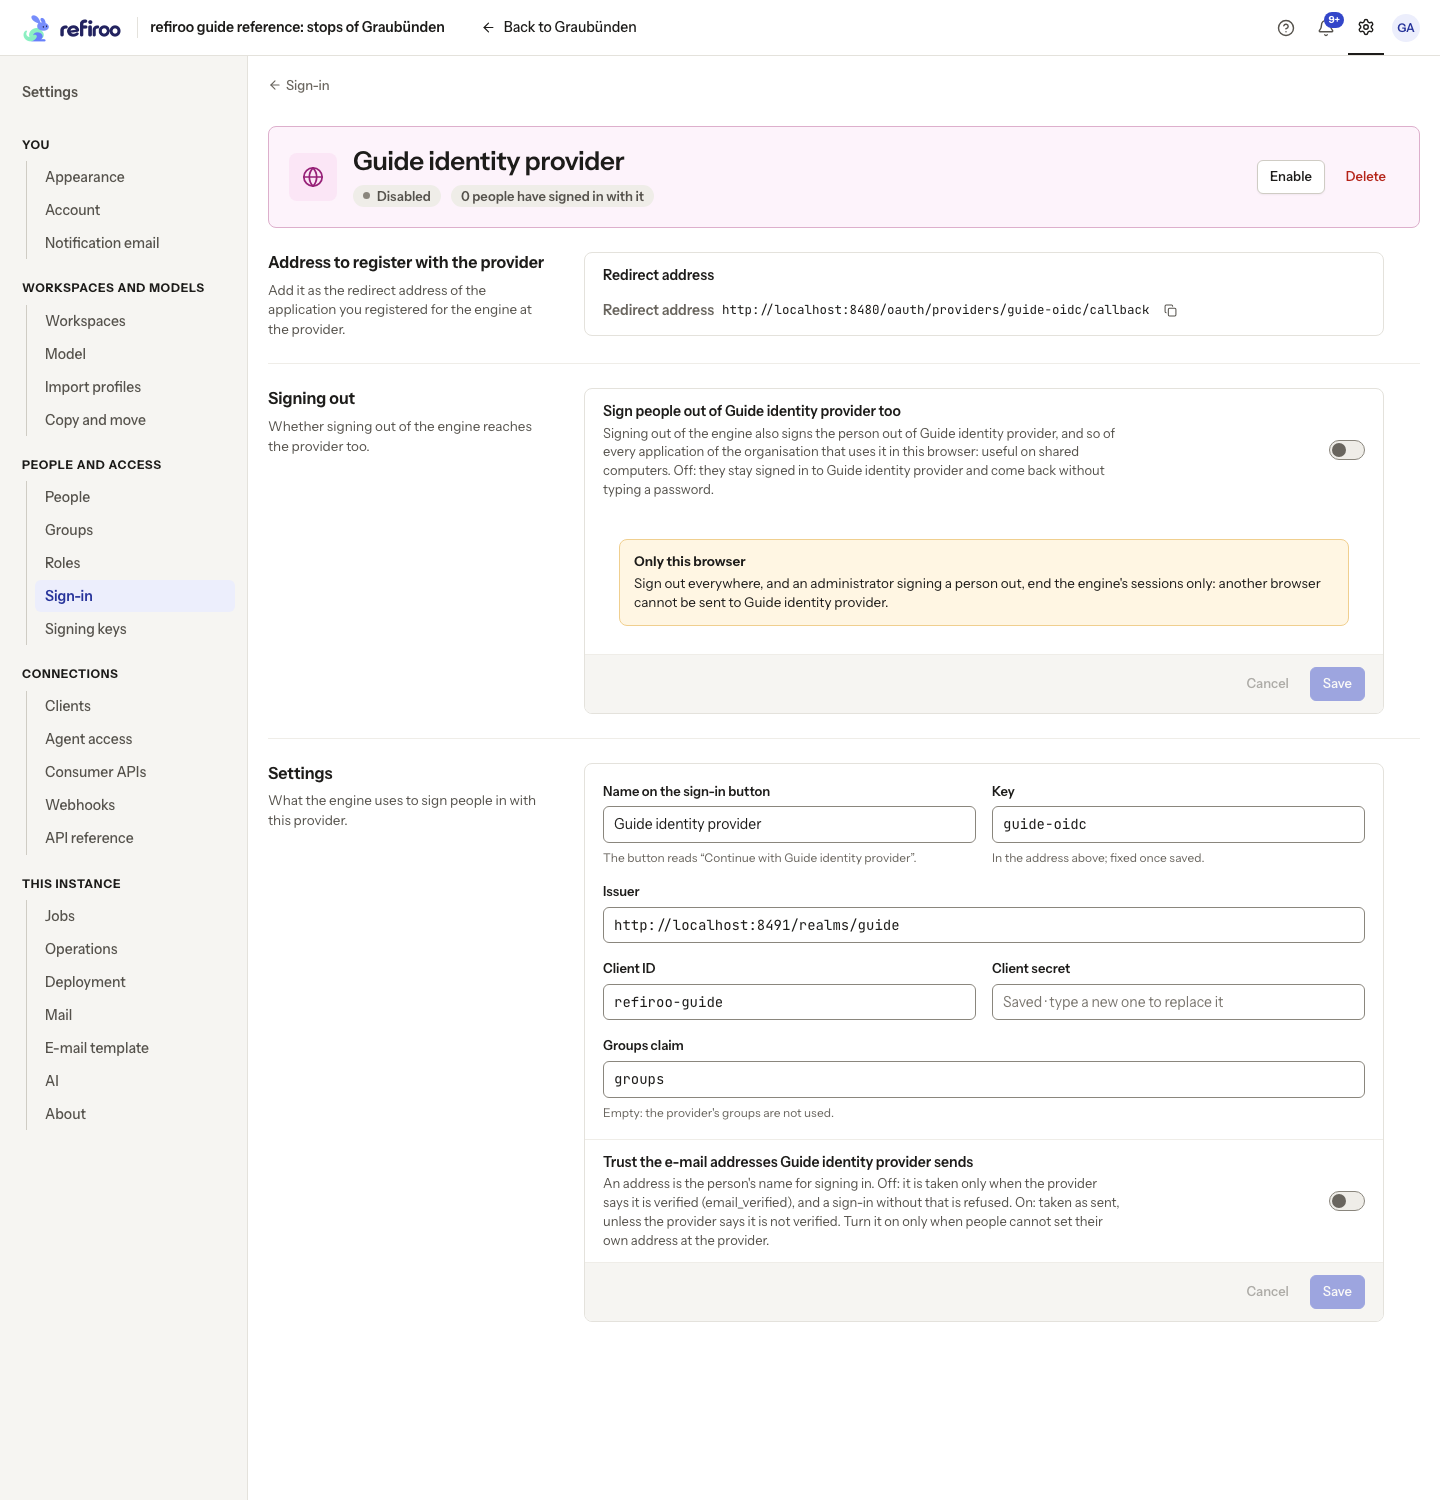 refiroo
refiroo guide reference: stops of Graubünden
← Back to Graubünden
9+
GA
Settings
YOU
Appearance
Account
Notification email
WORKSPACES AND MODELS
Workspaces
Model
Import profiles
Copy and move
PEOPLE AND ACCESS
People
Groups
Roles
Sign-in
Signing keys
CONNECTIONS
Clients
Agent access
Consumer APIs
Webhooks
API reference
THIS INSTANCE
Jobs
Operations
Deployment
Mail
E-mail template
AI
About
← Sign-in
Guide identity provider
Disabled
0 people have signed in with it
Enable
Delete
Address to register with the provider
Add it as the redirect address of the
application you registered for the engine at
the provider.
Redirect address
Redirect address http://localhost:8480/oauth/providers/guide-oidc/callback
Signing out
Whether signing out of the engine reaches
the provider too.
Sign people out of Guide identity provider too
Signing out of the engine also signs the person out of Guide identity provider, and so of
every application of the organisation that uses it in this browser: useful on shared
computers. Off: they stay signed in to Guide identity provider and come back without
typing a password.
Only this browser
Sign out everywhere, and an administrator signing a person out, end the engine's sessions only: another browser
cannot be sent to Guide identity provider.
Cancel
Save
Settings
What the engine uses to sign people in with
this provider.
Name on the sign-in button
Guide identity provider
The button reads “Continue with Guide identity provider”.
Key
guide-oidc
In the address above; fixed once saved.
Issuer
http://localhost:8491/realms/guide
Client ID
refiroo-guide
Client secret
Saved · type a new one to replace it
Groups claim
groups
Empty: the provider's groups are not used.
Trust the e-mail addresses Guide identity provider sends
An address is the person's name for signing in. Off: it is taken only when the provider
says it is verified (email_verified), and a sign-in without that is refused. On: taken as sent,
unless the provider says it is not verified. Turn it on only when people cannot set their
own address at the provider.
Cancel
Save